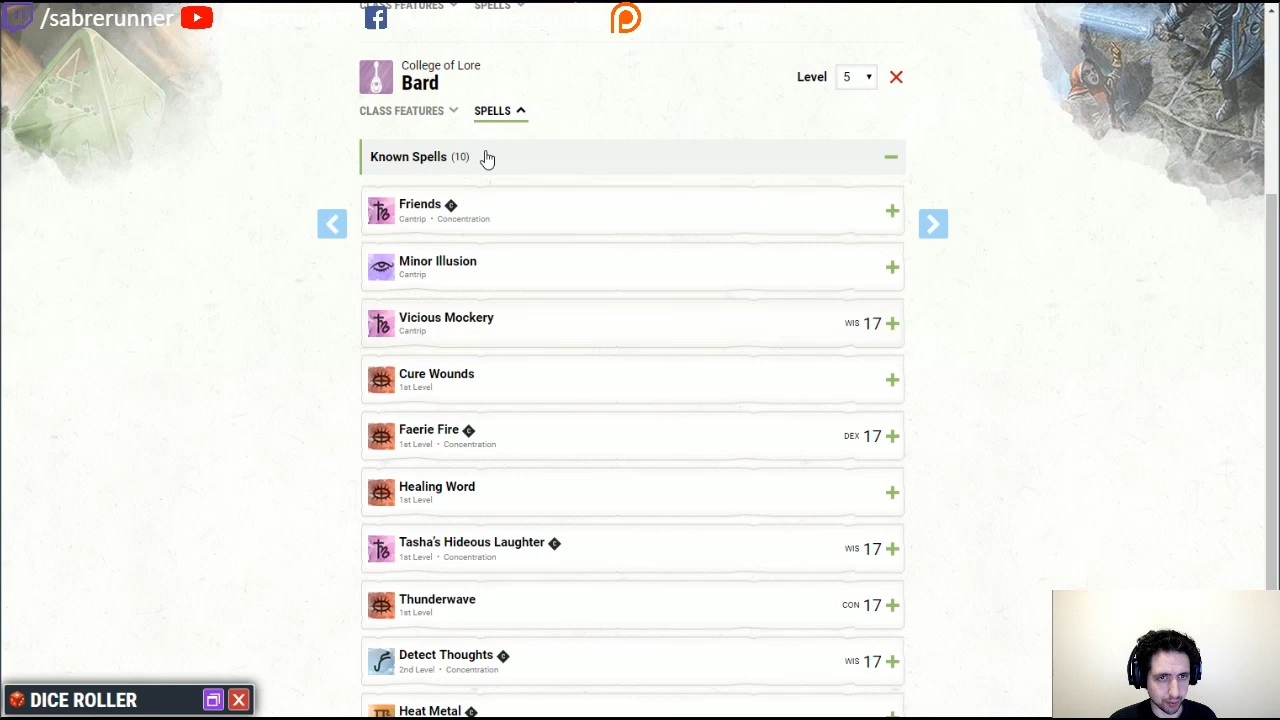 CLASS FEATURES SPELLS
/sabrerunner
College of Lore
Bard
Level 5
CLASS FEATURES SPELLS
Known Spells (10)
Friends
Cantrip • Concentration
Minor Illusion
Cantrip
Vicious Mockery
Cantrip
WIS 17
Cure Wounds
1st Level
Faerie Fire
1st Level • Concentration
DEX 17
Healing Word
1st Level
Tasha's Hideous Laughter
1st Level • Concentration
WIS 17
Thunderwave
1st Level
CON 17
Detect Thoughts
2nd Level • Concentration
WIS 17
Heat Metal
DICE ROLLER